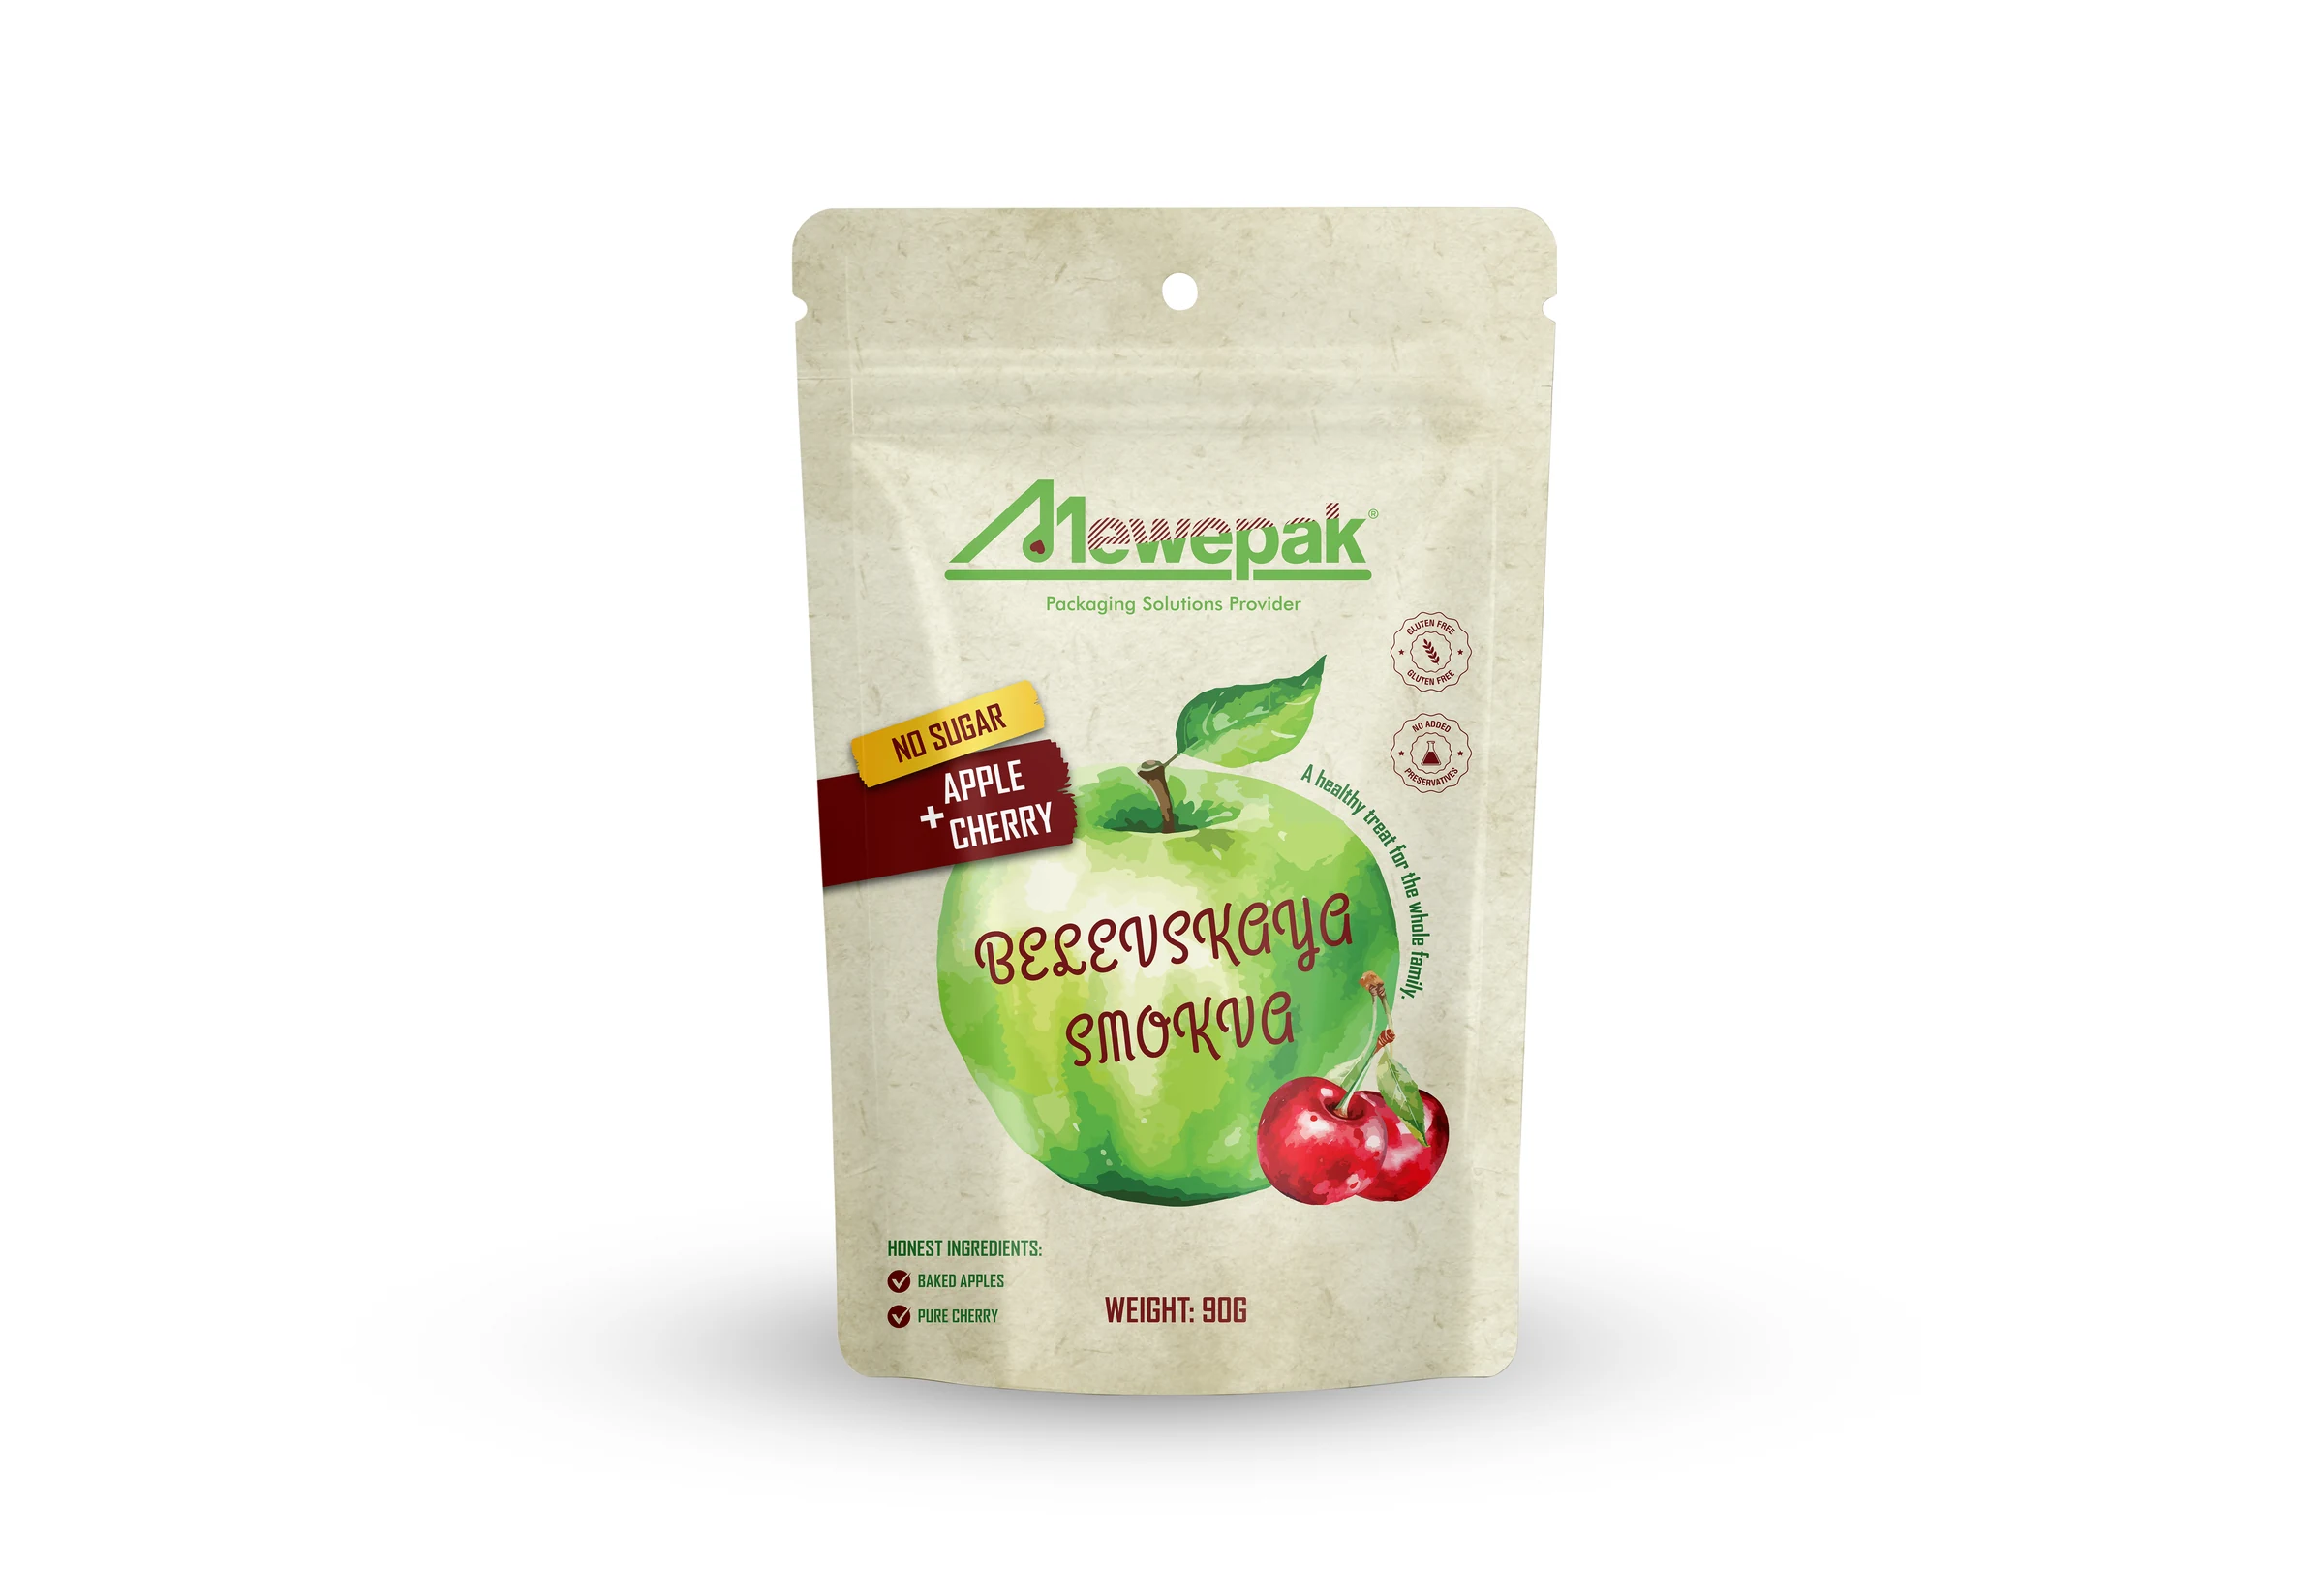 Mewepak®
Packaging Solutions Provider
GLUTEN FREE
GLUTEN FREE
NO SUGAR
NO ADDED
PRESERVATIVES
APPLE
+ CHERRY
A healthy treat for the whole family.
BELEVSKAYA
SMOKVA
HONEST INGREDIENTS:
BAKED APPLES
PURE CHERRY
WEIGHT: 90G